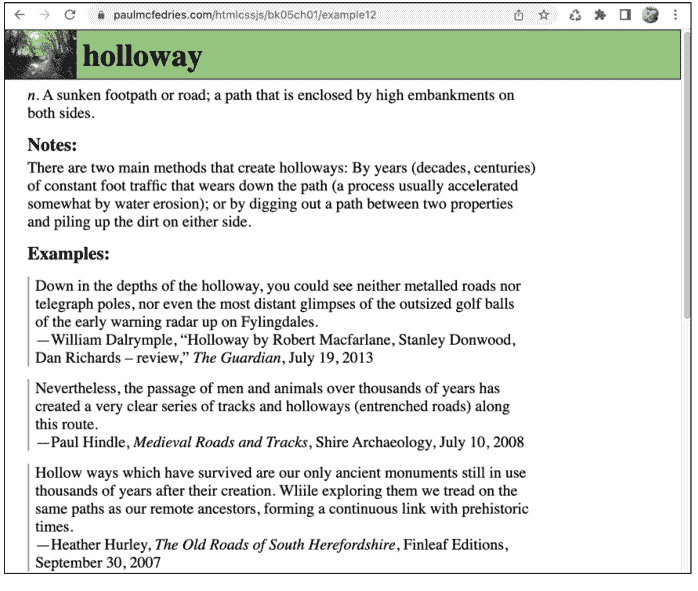 paulmcfedries.com/htmlcssjs/bk05ch01/example12
holloway
n. A sunken footpath or road; a path that is enclosed by high embankments on
both sides.
Notes:
There are two main methods that create holloways: By years (decades, centuries)
of constant foot traffic that wears down the path (a process usually accelerated
somewhat by water erosion); or by digging out a path between two properties
and piling up the dirt on either side.
Examples:
Down in the depths of the holloway, you could see neither metalled roads nor
telegraph poles, nor even the most distant glimpses of the outsized golf balls
of the early warning radar up on Fylingdales.
—William Dalrymple, “Holloway by Robert Macfarlane, Stanley Donwood,
Dan Richards – review,” The Guardian, July 19, 2013
Nevertheless, the passage of men and animals over thousands of years has
created a very clear series of tracks and holloways (entrenched roads) along
this route.
—Paul Hindle, Medieval Roads and Tracks, Shire Archaeology, July 10, 2008
Hollow ways which have survived are our only ancient monuments still in use
thousands of years after their creation. Wliile exploring them we tread on the
same paths as our remote ancestors, forming a continuous link with prehistoric
times.
—Heather Hurley, The Old Roads of South Herefordshire, Finleaf Editions,
September 30, 2007